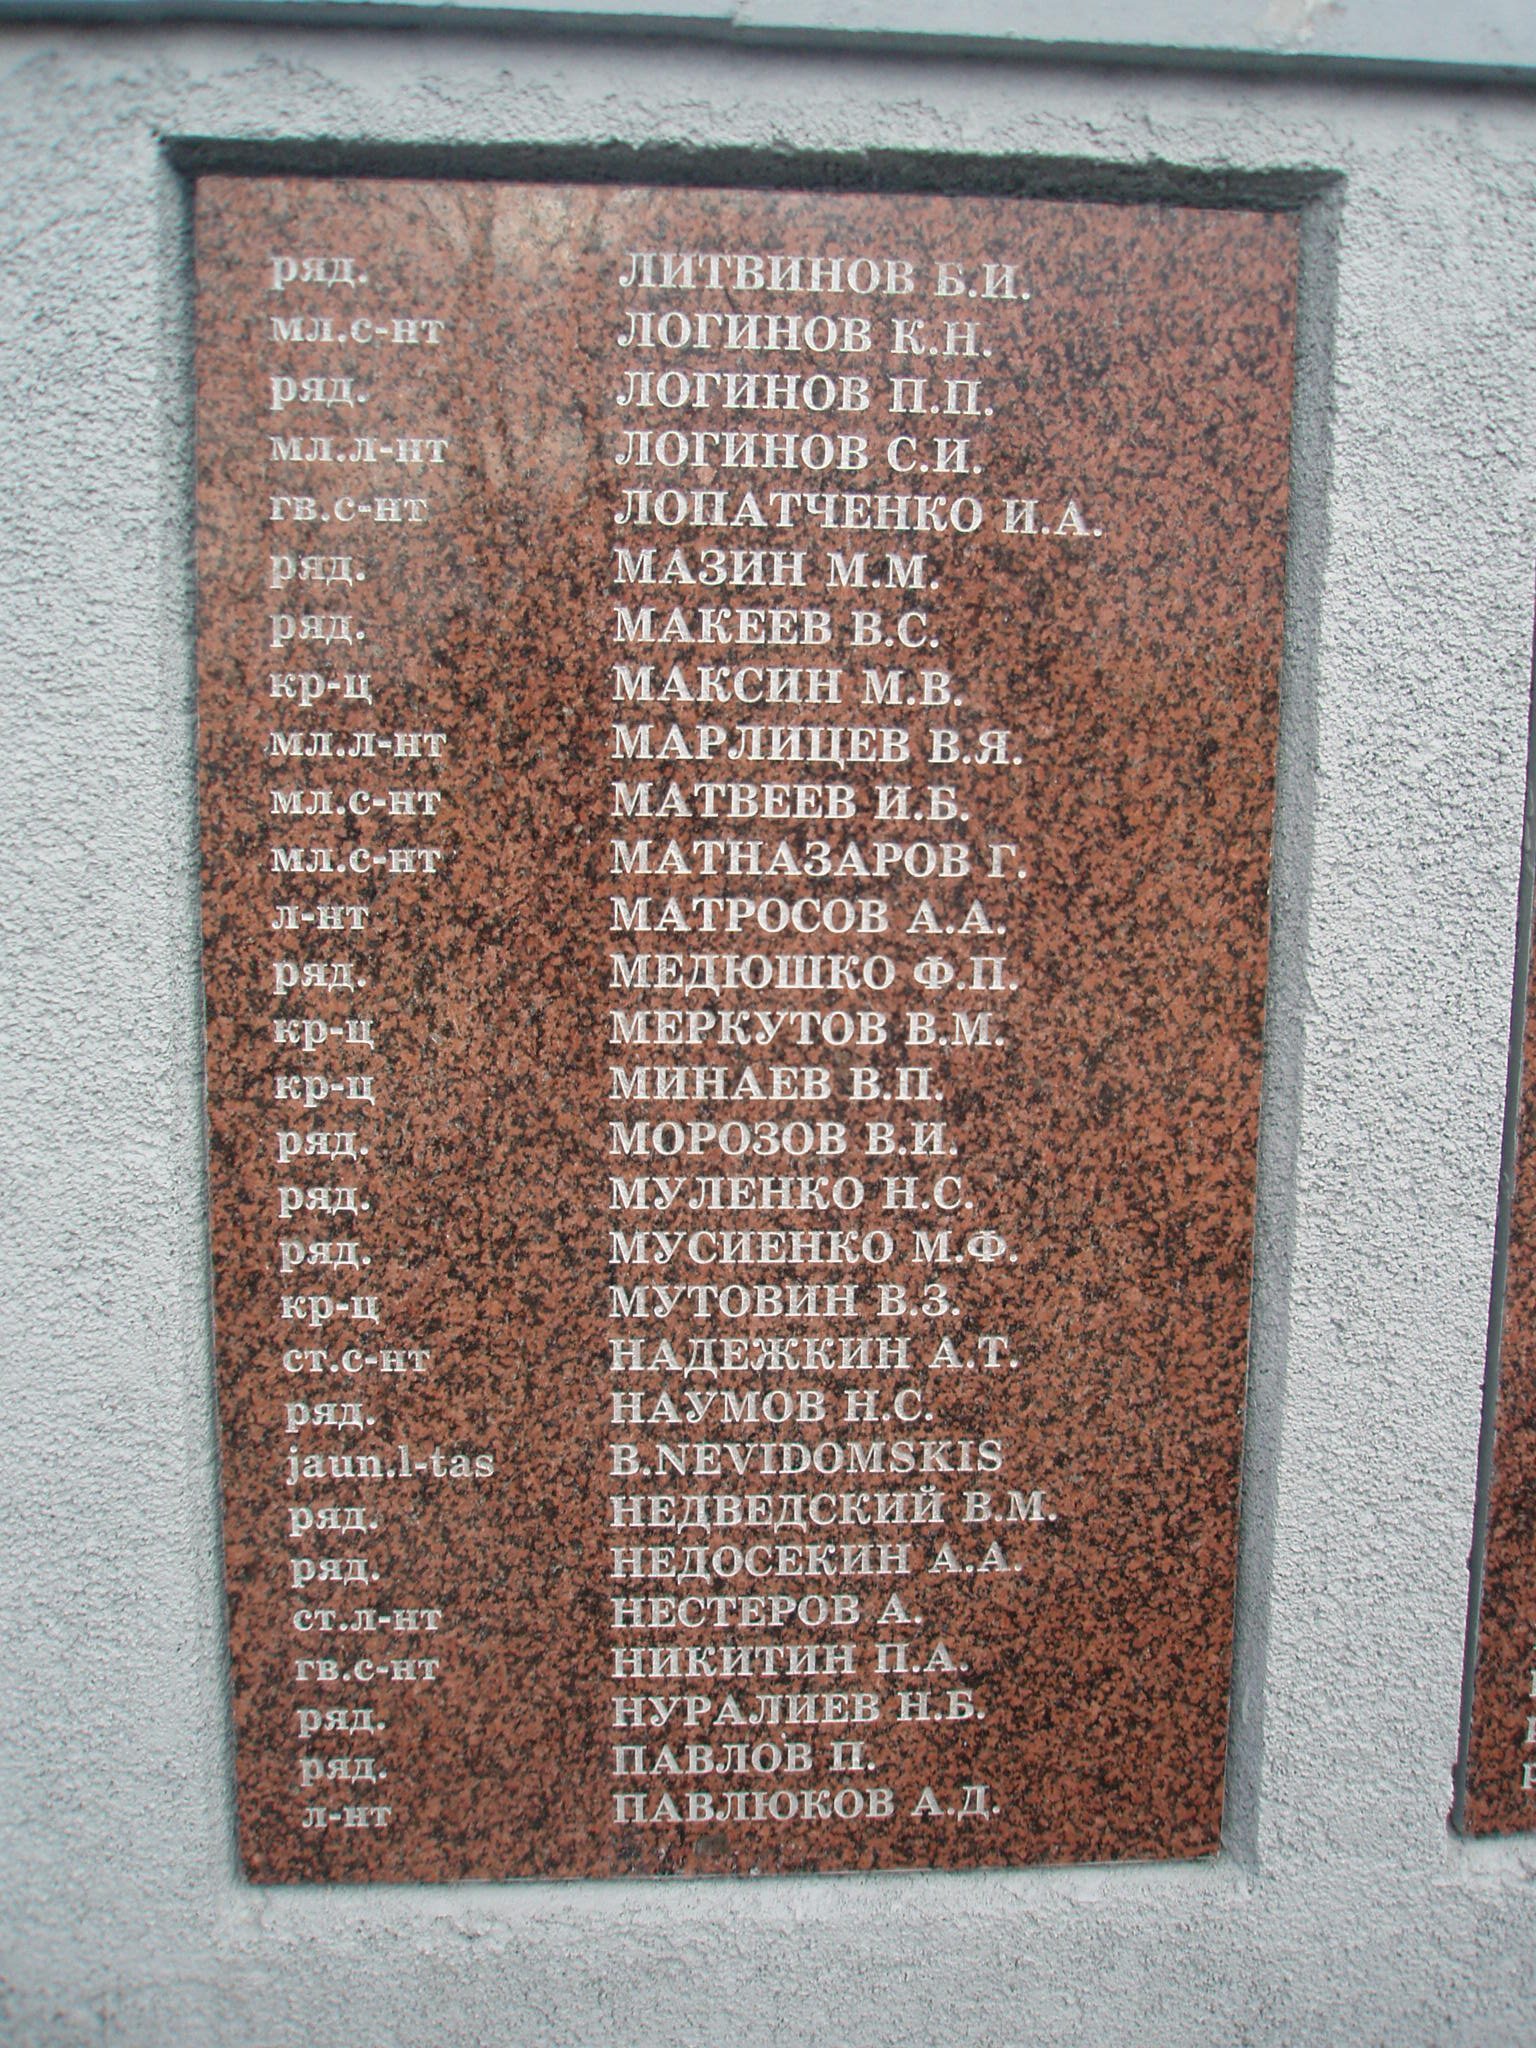 ряд. ЛИТВИНОВ Б.И.
мл.с-нт ЛОГИНОВ К.Н.
ряд. ЛОГИНОВ П.П.
мл.л-нт ЛОГИНОВ С.И.
гв.с-нт ЛОПАТЧЕНКО И.А.
ряд. МАЗИН М.М.
ряд. МАКЕЕВ В.С.
кр-ц МАКСИН М.В.
мл.л-нт МАРЛИЦЕВ В.Я.
мл.с-нт МАТВЕЕВ И.Б.
мл.с-нт МАТНАЗАРОВ Г.
л-нт МАТРОСОВ А.А.
ряд. МЕДЮШКО Ф.П.
кр-ц МЕРКУТОВ В.М.
кр-ц МИНАЕВ В.П.
ряд. МОРОЗОВ В.И.
ряд. МУЛЕНКО Н.С.
ряд. МУСИЕНКО М.Ф.
кр-ц МУТОВИН В.З.
ст.с-нт НАДЕЖКИН А.Т.
ряд. НАУМОВ Н.С.
jaun.l-tas B.NEVIDOMSKIS
ряд. НЕДВЕДСКИЙ В.М.
ряд. НЕДОСЕКИН А.А.
ст.л-нт НЕСТЕРОВ А.
гв.с-нт НИКИТИН П.А.
ряд. НУРАЛИЕВ Н.Б.
ряд. ПАВЛОВ П.
л-нт ПАВЛЮКОВ А.Д.